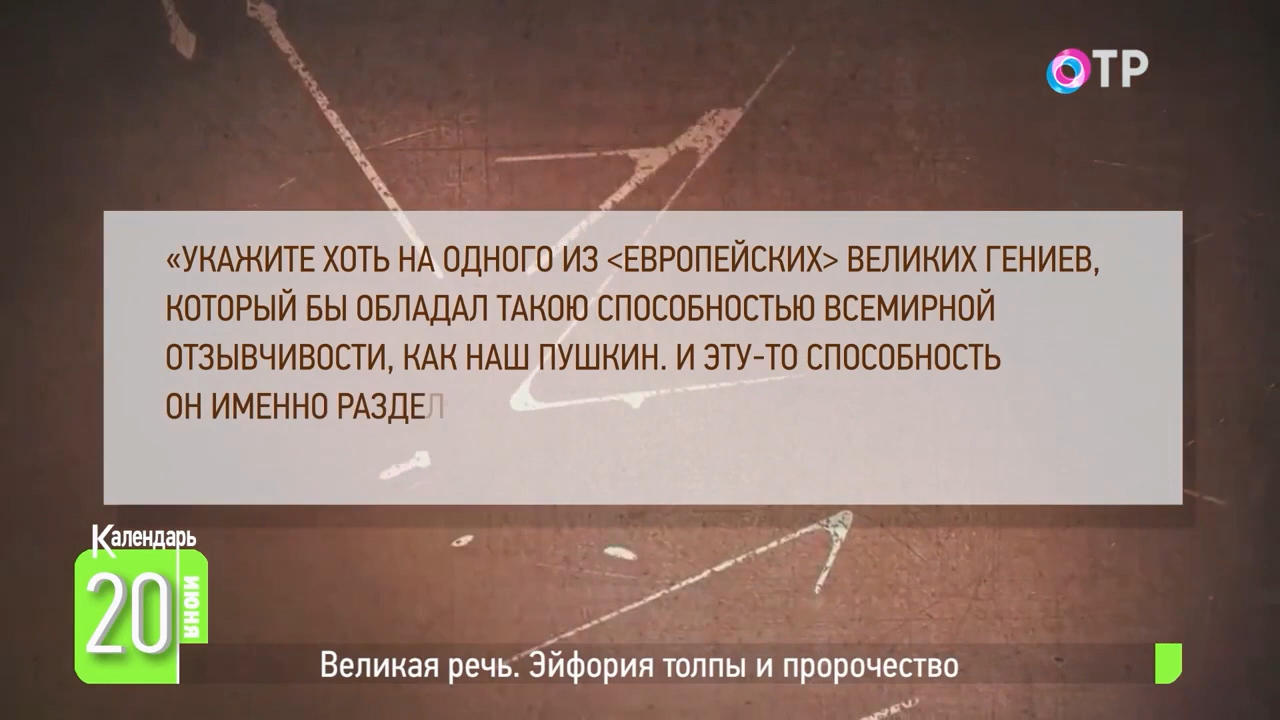 ОТР
«УКАЖИТЕ ХОТЬ НА ОДНОГО ИЗ <ЕВРОПЕЙСКИХ> ВЕЛИКИХ ГЕНИЕВ,
КОТОРЫЙ БЫ ОБЛАДАЛ ТАКОЮ СПОСОБНОСТЬЮ ВСЕМИРНОЙ
ОТЗЫВЧИВОСТИ, КАК НАШ ПУШКИН. И ЭТУ-ТО СПОСОБНОСТЬ
ОН ИМЕННО РАЗДЕЛ
Календарь
20
июня
Великая речь. Эйфория толпы и пророчество